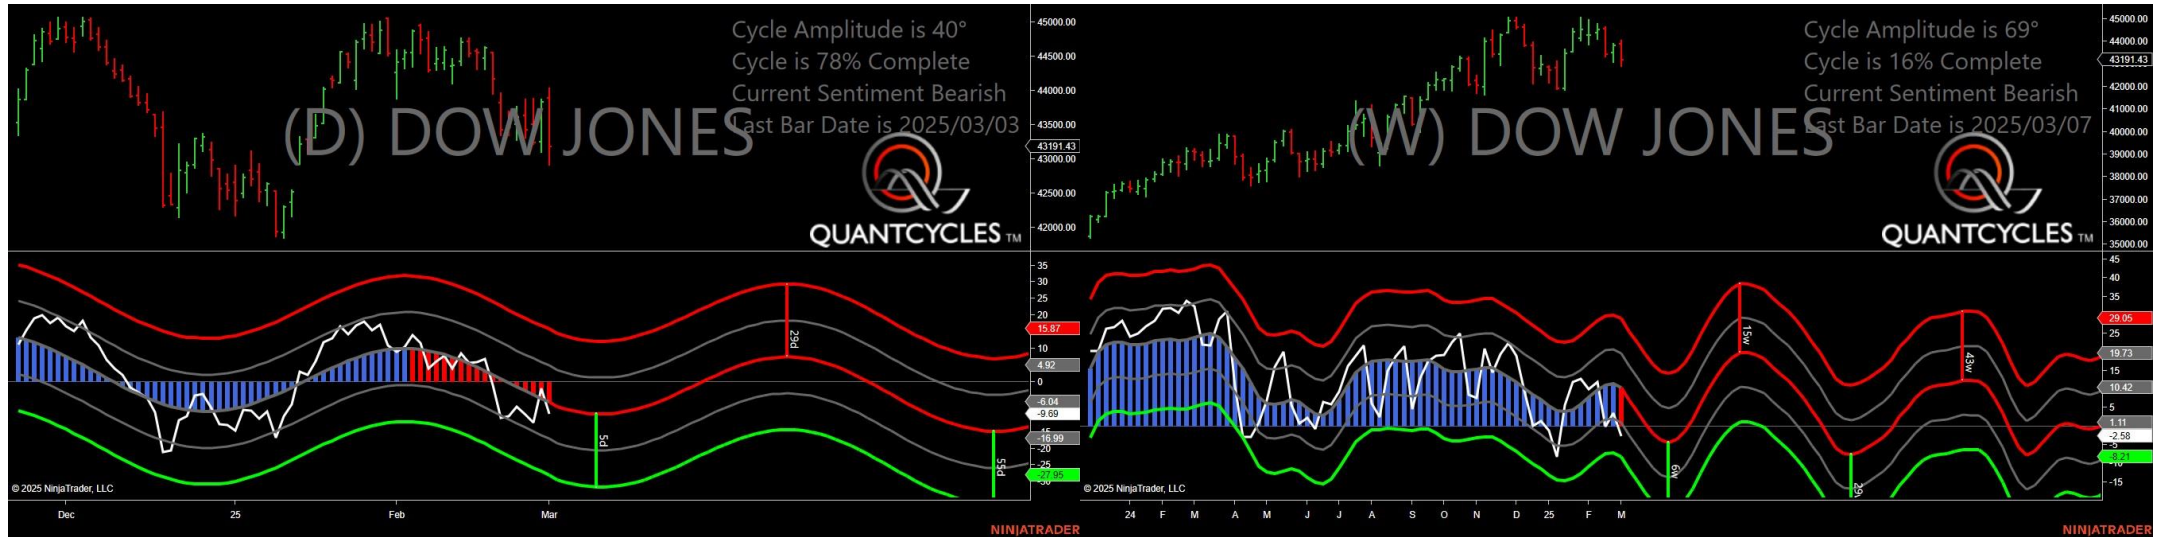 Cycle Amplitude is 40°
Cycle is 78% Complete
Current Sentiment Bearish
Last Bar Date is 2025/03/03
(D) DOW JONES
QUANTCYCLES TM
45000.00
44500.00
44000.00
43500.00
43191.43
43000.00
42500.00
42000.00
35
30
25
20
15.87
10
4.92
0
-6.04
-9.69
-15
-16.99
-20
-25
-27.95
-30
5d
29d
55d
© 2025 NinjaTrader, LLC
Dec 25 Feb Mar
NINJATRADER
Cycle Amplitude is 69°
Cycle is 16% Complete
Current Sentiment Bearish
Last Bar Date is 2025/03/07
(W) DOW JONES
QUANTCYCLES TM
45000.00
44000.00
43191.43
42000.00
41000.00
40000.00
39000.00
38000.00
37000.00
36000.00
35000.00
45
40
35
29.05
25
19.73
15
10.42
5
1.11
-2.58
-5
-8.21
-10
-15
6w
15w
43w
© 2025 NinjaTrader, LLC
24 F M A M J J A S O N D 25 F M
NINJATRADER